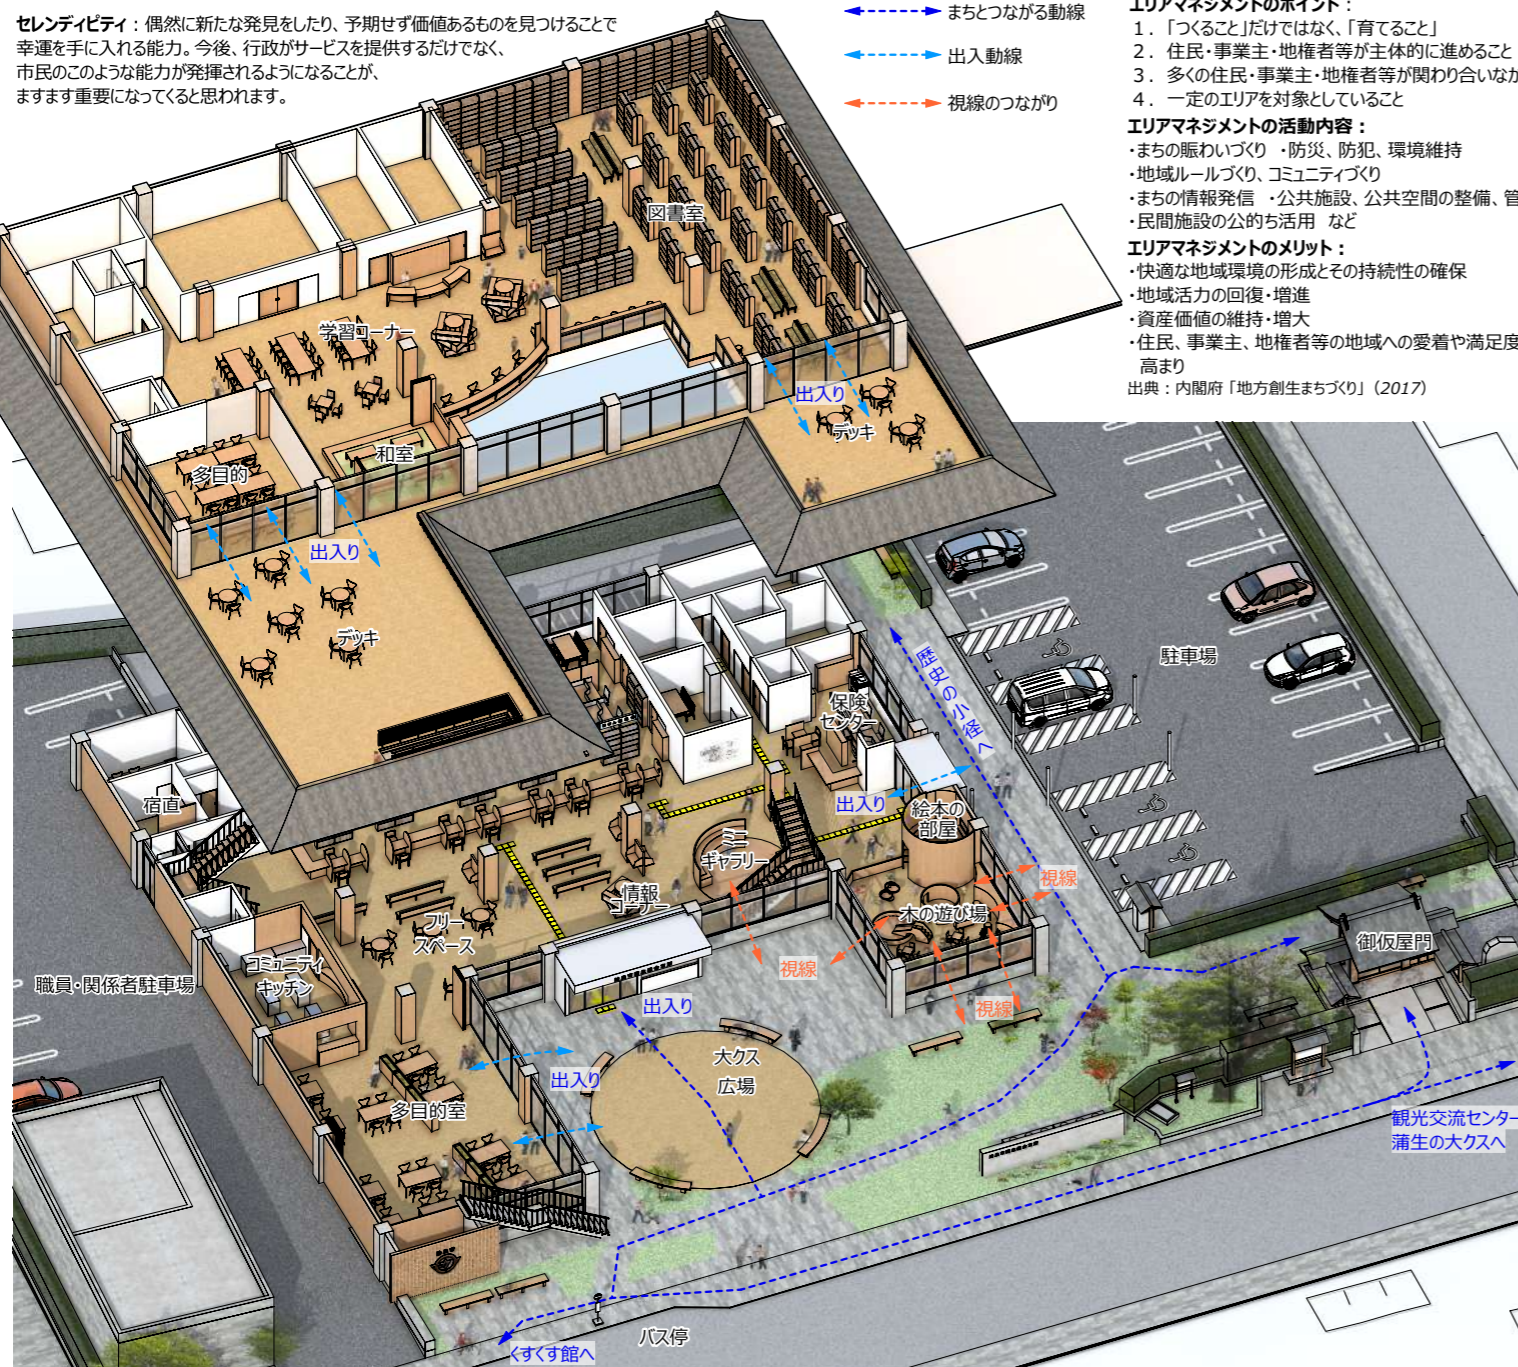 セレンディピティ：偶然に新たな発見をしたり、予期せず価値あるものを見つけることで
幸運を手に入れる能力。今後、行政がサービスを提供するだけでなく、
市民のこのような能力が発揮されるようになることが、
ますます重要になってくると思われます。
まちとつながる動線
出入動線
視線のつながり
エリアマネジメントのポイント：
1．「つくること」だけではなく、「育てること」
2．住民・事業主・地権者等が主体的に進めること
3．多くの住民・事業主・地権者等が関わり合いなが
4．一定のエリアを対象としていること
エリアマネジメントの活動内容：
・まちの賑わいづくり ・防災、防犯、環境維持
・地域ルールづくり、コミュニティづくり
・まちの情報発信 ・公共施設、公共空間の整備、管
・民間施設の公的ち活用 など
エリアマネジメントのメリット：
・快適な地域環境の形成とその持続性の確保
・地域活力の回復・増進
・資産価値の維持・増大
・住民、事業主、地権者等の地域への愛着や満足度
高まり
出典：内閣府「地方創生まちづくり」（2017）
図書室
学習コーナー
出入り
デッキ
和室
多目的
出入り
デッキ
歴史の小径へ
駐車場
保険
センター
宿直
出入り
絵本の
部屋
ミニ
ギャラリー
視線
情報
コーナー
木の遊び場
フリー
スペース
御仮屋門
コミュニティ
キッチン
視線
職員・関係者駐車場
出入り
視線
大クス
広場
出入り
多目的室
観光交流センター
蒲生の大クスへ
バス停
くすくす館へ